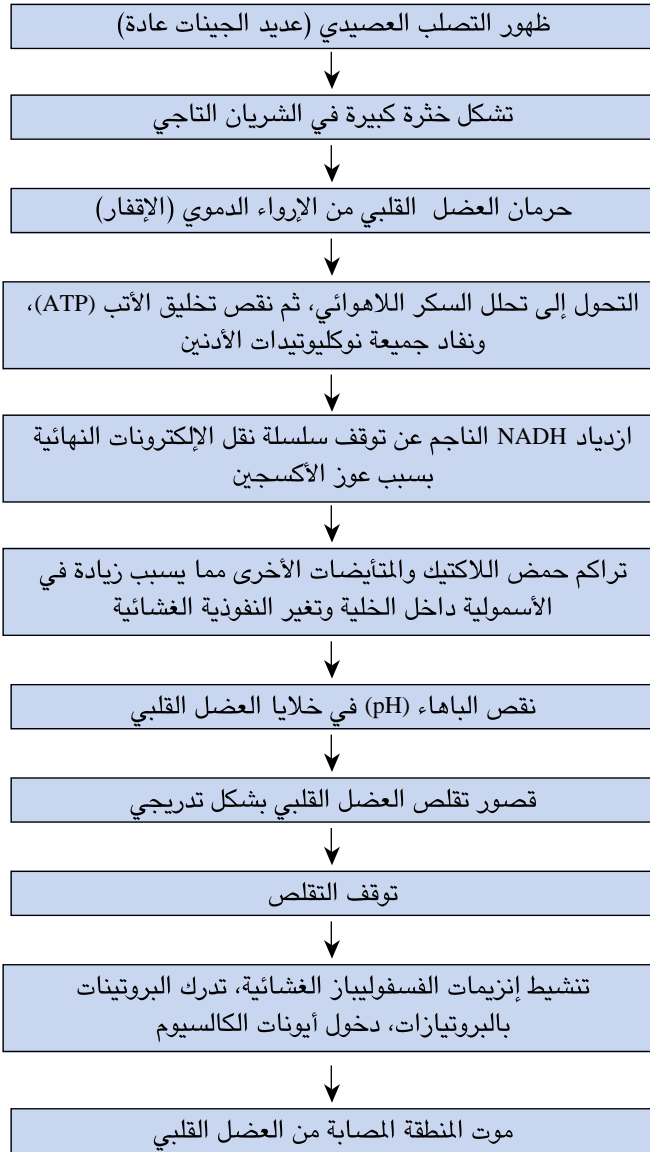 ظهور التصلب العصيدي (عديد الجينات عادة)
تشكل خثرة كبيرة في الشريان التاجي
حرمان العضل القلبي من الإرواء الدموي (الإقفار)
التحول إلى تحلل السكر اللاهوائي، ثم نقص تخليق الأتب (ATP)،
ونفاد جميعة نوكليوتيدات الأدنين
ازدياد NADH الناجم عن توقف سلسلة نقل الإلكترونات النهائية
بسبب عوز الأكسجين
تراكم حمض اللاكتيك والمتأيضات الأخرى مما يسبب زيادة في
الأسمولية داخل الخلية وتغير النفوذية الغشائية
نقص الباهاء (pH) في خلايا العضل القلبي
قصور تقلص العضل القلبي بشكل تدريجي
توقف التقلص
تنشيط إنزيمات الفسفوليباز الغشائية، تدرك البروتينات
بالبروتيازات، دخول أيونات الكالسيوم
موت المنطقة المصابة من العضل القلبي